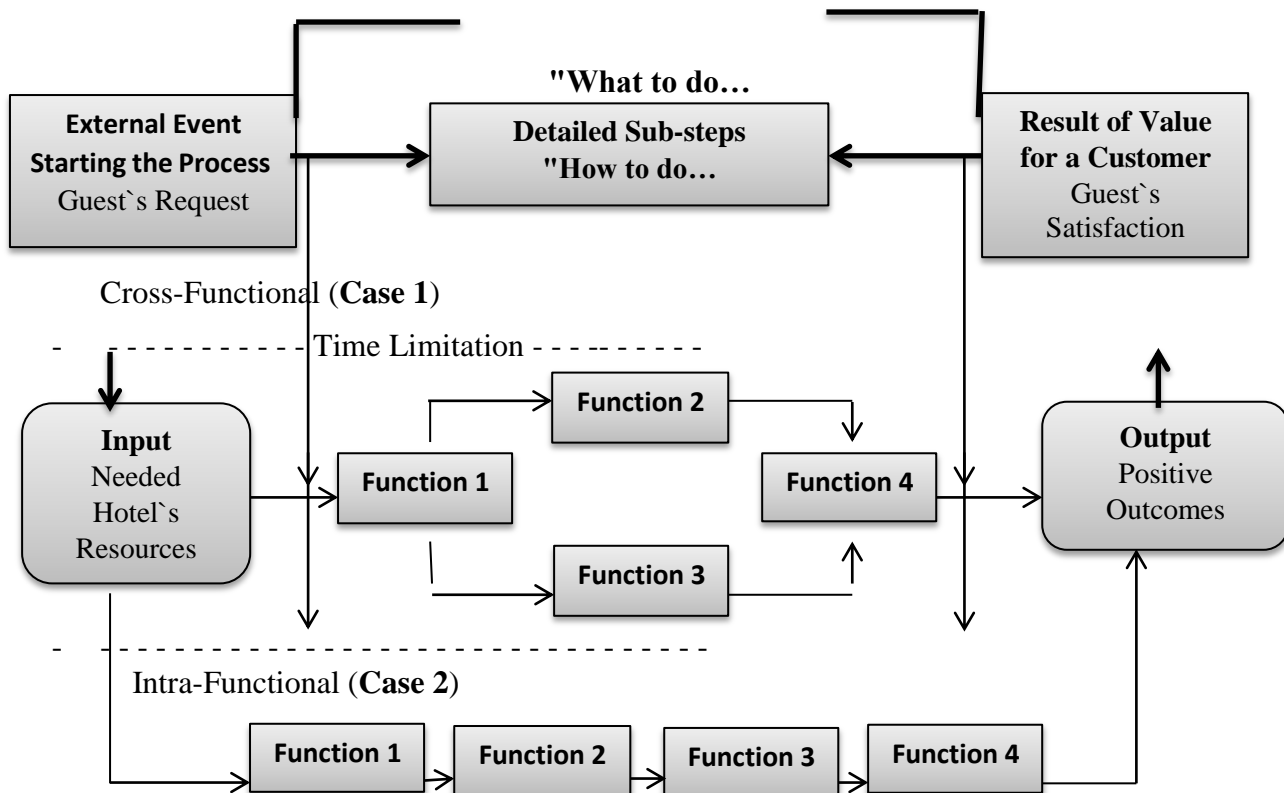 "What to do…
External Event
Starting the Process
Guest`s Request
Detailed Sub-steps
"How to do…
Result of Value
for a Customer
Guest`s
Satisfaction
Cross-Functional (Case 1)
Time Limitation
Input
Needed
Hotel`s
Resources
Function 1
Function 2
Function 3
Function 4
Output
Positive
Outcomes
Intra-Functional (Case 2)
Function 1
Function 2
Function 3
Function 4